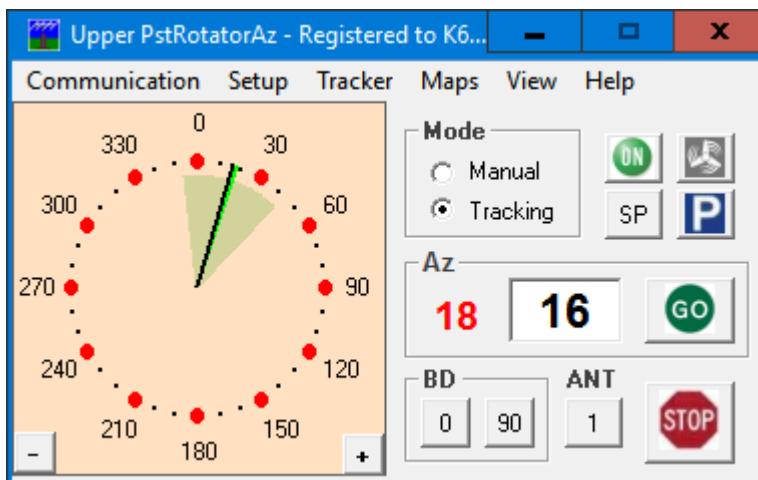 Upper PstRotatorAz - Registered to K6...
Communication Setup Tracker Maps View Help
0
30
60
90
120
150
180
210
240
270
300
330
-
+
Mode
Manual
Tracking
ON
SP
P
Az
18
16
GO
BD
0
90
ANT
1
STOP